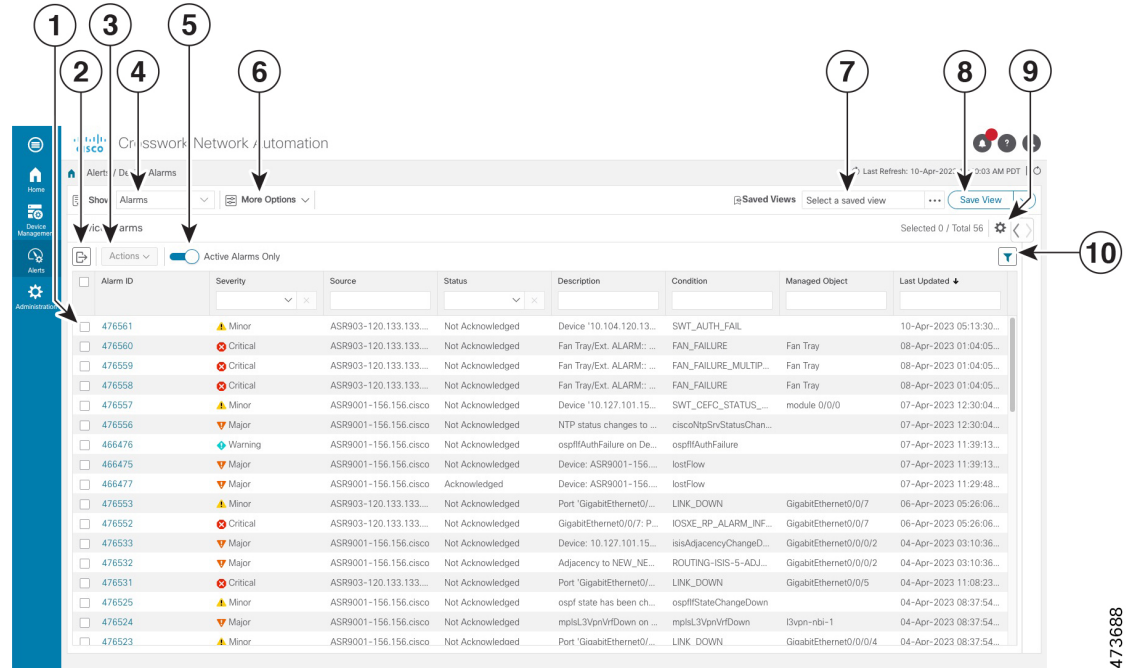 1 3 5
2 4 6 7 8 9
cisco Crosswork Network Automation ?
Home
Alerts / Alarms Last Refresh: 10-Apr-202 0:03 AM PDT
Show Alarms More Options Saved Views Select a saved view ... Save View
Device Management
Alarms Selected 0 / Total 56
Alerts
Actions Active Alarms Only 10
Administration
Alarm ID Severity Source Status Description Condition Managed Object Last Updated
476561 Minor ASR903-120.133.133.... Not Acknowledged Device '10.104.120.13... SWT_AUTH_FAIL 10-Apr-2023 05:13:30...
476560 Critical ASR903-120.133.133.... Not Acknowledged Fan Tray/Ext. ALARM:: ... FAN_FAILURE Fan Tray 08-Apr-2023 01:04:05...
476559 Critical ASR903-120.133.133.... Not Acknowledged Fan Tray/Ext. ALARM:: ... FAN_FAILURE_MULTIP... Fan Tray 08-Apr-2023 01:04:05...
476558 Critical ASR903-120.133.133.... Not Acknowledged Fan Tray/Ext. ALARM:: ... FAN_FAILURE Fan Tray 08-Apr-2023 01:04:05...
476557 Minor ASR9001-156.156.cisco Not Acknowledged Device '10.127.101.15... SWT_CEFC_STATUS_... module 0/0/0 07-Apr-2023 12:30:04...
476556 Major ASR9001-156.156.cisco Not Acknowledged NTP status changes to ... ciscoNtpSrvStatusChan... 07-Apr-2023 12:30:04...
466476 Warning ASR9001-156.156.cisco Not Acknowledged ospfIfAuthFailure on De... ospfIfAuthFailure 07-Apr-2023 11:39:13...
466475 Major ASR9001-156.156.cisco Not Acknowledged Device: ASR9001-156.... lostFlow 07-Apr-2023 11:39:13...
466477 Major ASR9001-156.156.cisco Acknowledged Device: ASR9001-156.... lostFlow 07-Apr-2023 11:29:48...
476553 Minor ASR903-120.133.133.... Not Acknowledged Port 'GigabitEthernet0/... LINK_DOWN GigabitEthernet0/0/7 06-Apr-2023 05:26:06...
476552 Critical ASR903-120.133.133.... Not Acknowledged GigabitEthernet0/0/7: P... IOSXE_RP_ALARM_INF... GigabitEthernet0/0/7 06-Apr-2023 05:26:06...
476533 Major ASR9001-156.156.cisco Not Acknowledged Device: 10.127.101.15... isisAdjacencyChangeD... GigabitEthernet0/0/0/2 04-Apr-2023 03:10:36...
476532 Major ASR9001-156.156.cisco Not Acknowledged Adjacency to NEW_NE... ROUTING-ISIS-5-ADJ... GigabitEthernet0/0/0/2 04-Apr-2023 03:10:36...
476531 Critical ASR903-120.133.133.... Not Acknowledged Port 'GigabitEthernet0/... LINK_DOWN GigabitEthernet0/0/5 04-Apr-2023 11:08:23...
476525 Minor ASR9001-156.156.cisco Not Acknowledged ospf state has been ch... ospfIfStateChangeDown 04-Apr-2023 08:37:54...
476524 Major ASR9001-156.156.cisco Not Acknowledged mplsL3VpnVrfDown on ... mplsL3VpnVrfDown l3vpn-nbi-1 04-Apr-2023 08:37:54...
476523 Minor ASR9001-156.156.cisco Not Acknowledged Port 'GigabitEthernet0/... LINK_DOWN GigabitEthernet0/0/0/4 04-Apr-2023 08:37:54...
473688